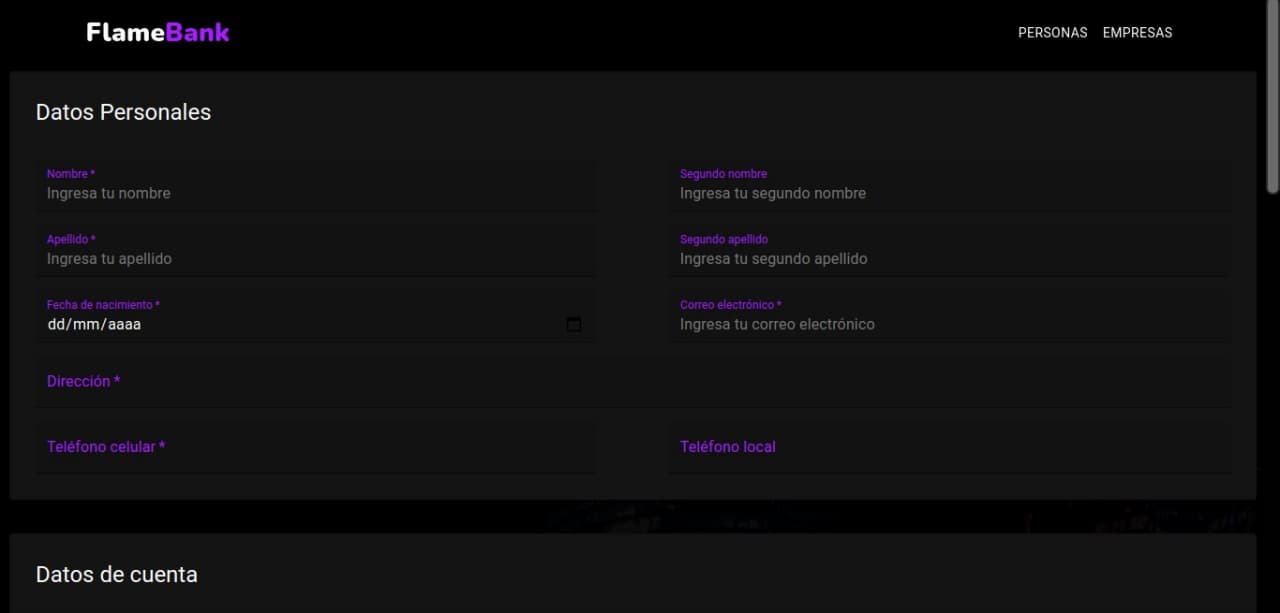 FlameBank
PERSONAS EMPRESAS
Datos Personales
Nombre * Segundo nombre
Ingresa tu nombre Ingresa tu segundo nombre
Apellido * Segundo apellido
Ingresa tu apellido Ingresa tu segundo apellido
Fecha de nacimiento * Correo electrónico *
dd/mm/aaaa Ingresa tu correo electrónico
Dirección *
Teléfono celular * Teléfono local
Datos de cuenta